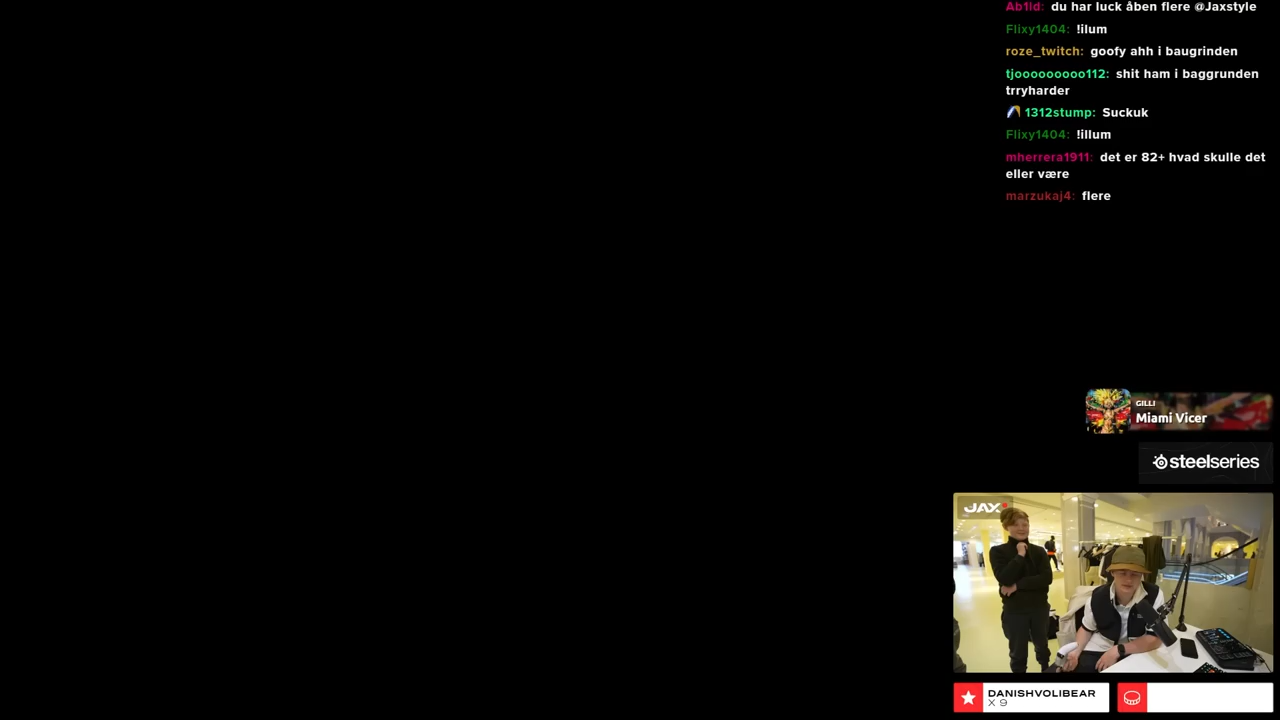 Ab1ld: du har luck åben flere @Jaxstyle
Flixy1404: !ilum
roze_twitch: goofy ahh i baugrinden
tjooooooooo112: shit ham i baggrunden
trryharder
1312stump: Suckuk
Flixy1404: !illum
mherrera1911: det er 82+ hvad skulle det
eller være
marzukaj4: flere
GILLI
Miami Vicer
steelseries
JAX
DANISHVOLIBEAR
X 9